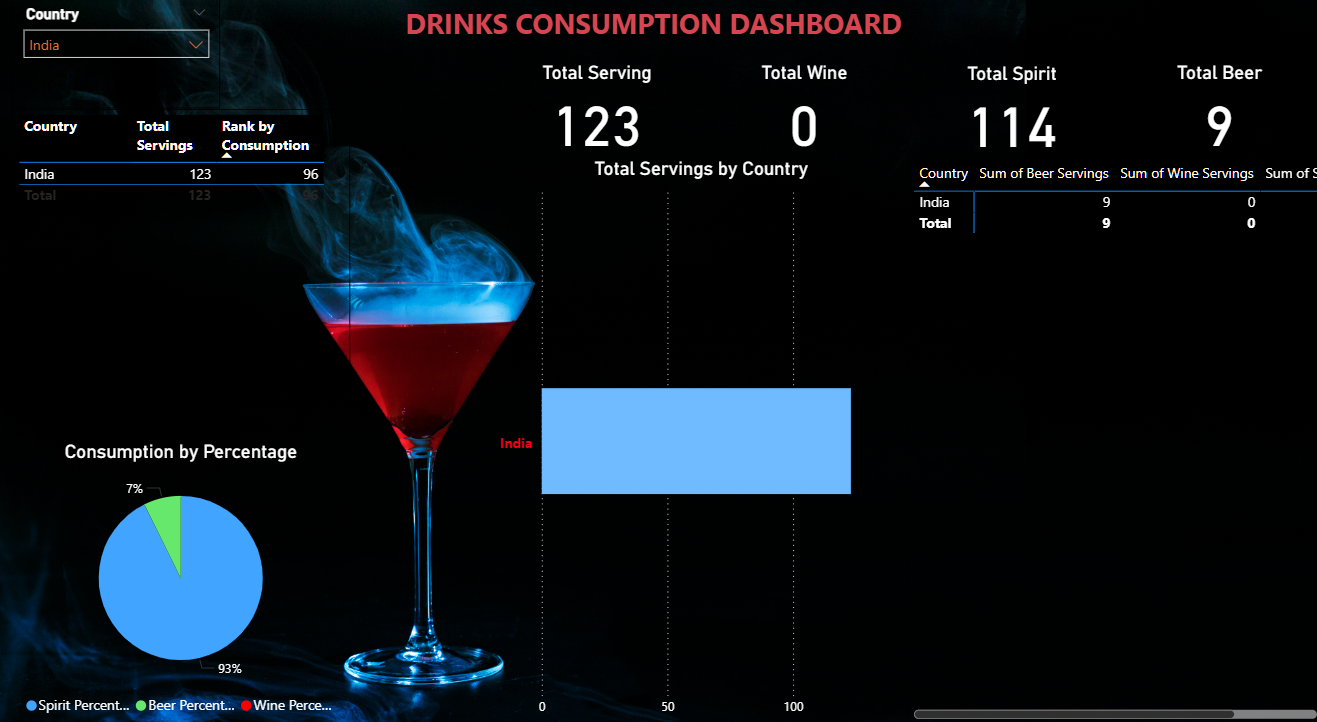 Country
India
DRINKS CONSUMPTION DASHBOARD
Total Serving
123
Total Wine
0
Total Spirit
114
Total Beer
9
Country Total Servings Rank by Consumption
India 123 96
Total 123 96
Total Servings by Country
India
0 50 100
Country Sum of Beer Servings Sum of Wine Servings Sum of S
India 9 0
Total 9 0
Consumption by Percentage
7%
93%
Spirit Percent... Beer Percent... Wine Perce...